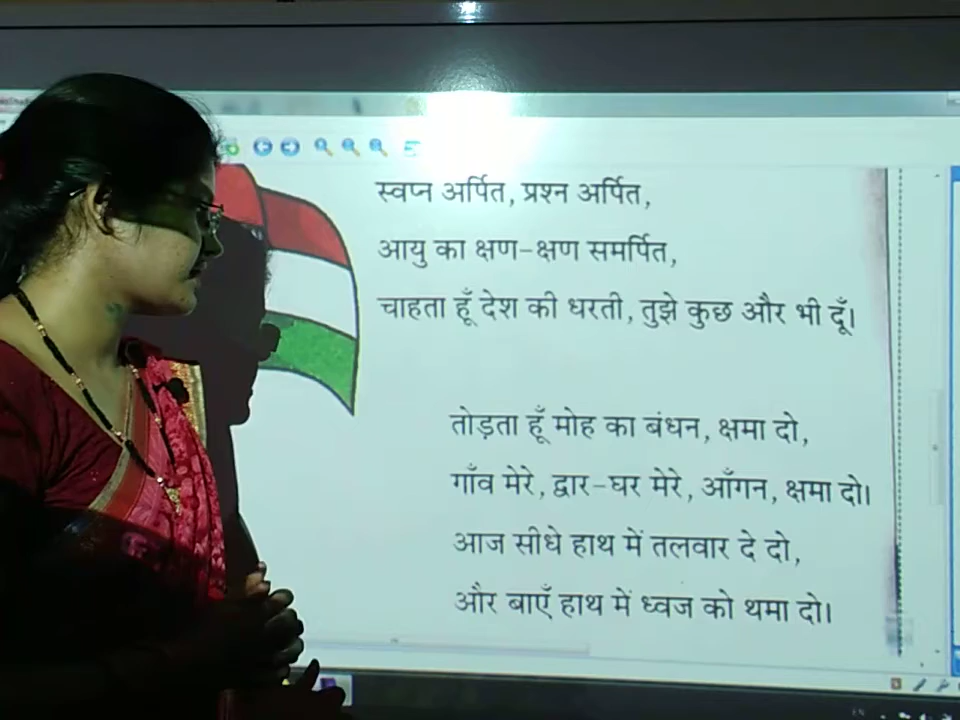 स्वप्न अर्पित, प्रश्न अर्पित,
आयु का क्षण-क्षण समर्पित,
चाहता हूँ देश की धरती, तुझे कुछ और भी दूँ।
तोड़ता हूँ मोह का बंधन, क्षमा दो,
गाँव मेरे, द्वार-घर मेरे, आँगन, क्षमा दो।
आज सीधे हाथ में तलवार दे दो,
और बाएँ हाथ में ध्वज को थमा दो।